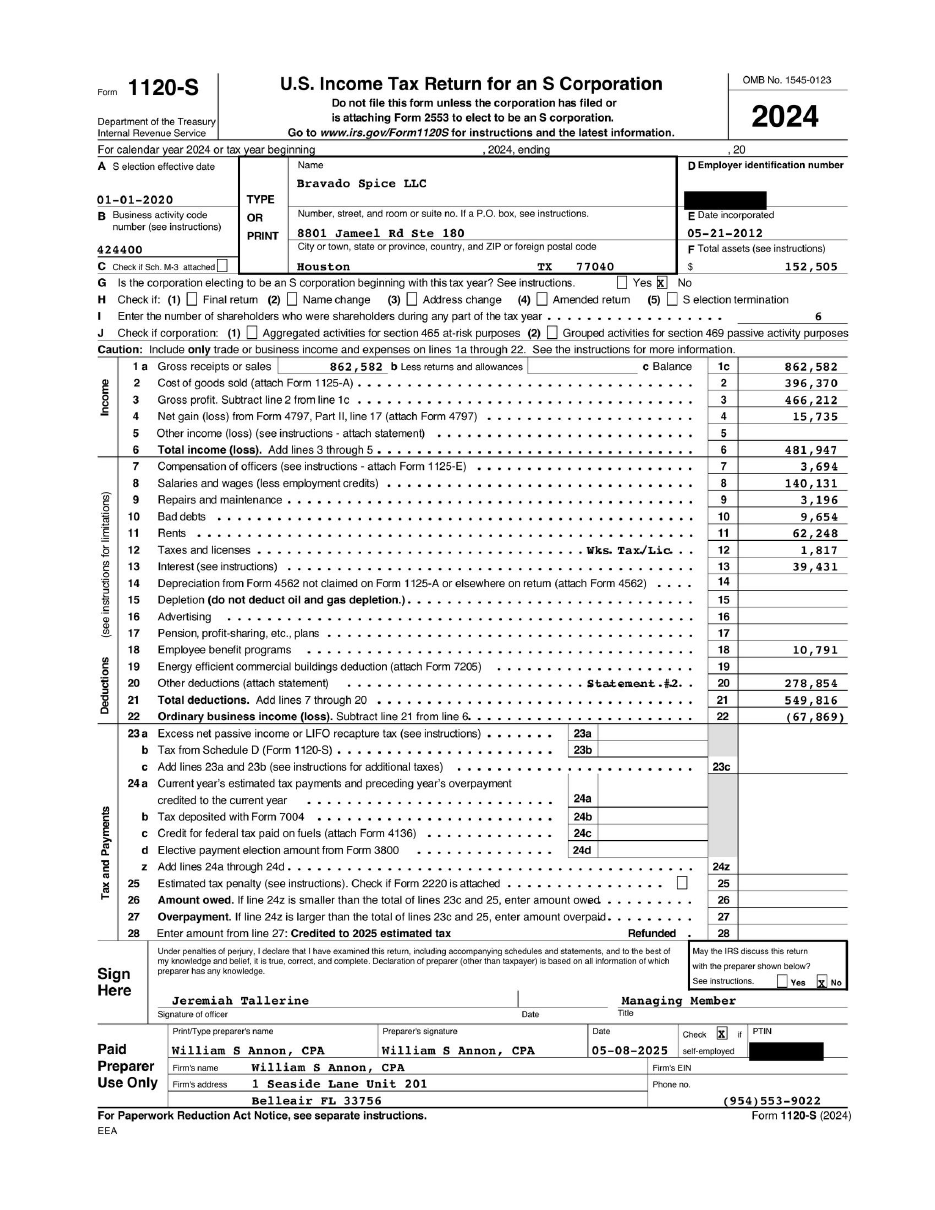 Form 1120-S
Department of the Treasury
Internal Revenue Service
U.S. Income Tax Return for an S Corporation
Do not file this form unless the corporation has filed or
is attaching Form 2553 to elect to be an S corporation.
Go to www.irs.gov/Form1120S for instructions and the latest information.
OMB No. 1545-0123
2024
For calendar year 2024 or tax year beginning , 2024, ending , 20
A S election effective date
01-01-2020
B Business activity code
number (see instructions)
424400
C Check if Sch. M-3 attached
TYPE
OR
PRINT
Name
Bravado Spice LLC
Number, street, and room or suite no. If a P.O. box, see instructions.
8801 Jameel Rd Ste 180
City or town, state or province, country, and ZIP or foreign postal code
Houston TX 77040
D Employer identification number
E Date incorporated
05-21-2012
F Total assets (see instructions)
$ 152,505
G Is the corporation electing to be an S corporation beginning with this tax year? See instructions. Yes X No
H Check if: (1) Final return (2) Name change (3) Address change (4) Amended return (5) S election termination
I Enter the number of shareholders who were shareholders during any part of the tax year 6
J Check if corporation: (1) Aggregated activities for section 465 at-risk purposes (2) Grouped activities for section 469 passive activity purposes
Caution: Include only trade or business income and expenses on lines 1a through 22. See the instructions for more information.
Income
1 a Gross receipts or sales 862,582 b Less returns and allowances c Balance 1c 862,582
2 Cost of goods sold (attach Form 1125-A) 2 396,370
3 Gross profit. Subtract line 2 from line 1c 3 466,212
4 Net gain (loss) from Form 4797, Part II, line 17 (attach Form 4797) 4 15,735
5 Other income (loss) (see instructions - attach statement) 5
6 Total income (loss). Add lines 3 through 5 6 481,947
Deductions (see instructions for limitations)
7 Compensation of officers (see instructions - attach Form 1125-E) 7 3,694
8 Salaries and wages (less employment credits) 8 140,131
9 Repairs and maintenance 9 3,196
10 Bad debts 10 9,654
11 Rents 11 62,248
12 Taxes and licenses Wks Tax/Lic 12 1,817
13 Interest (see instructions) 13 39,431
14 Depreciation from Form 4562 not claimed on Form 1125-A or elsewhere on return (attach Form 4562) 14
15 Depletion (do not deduct oil and gas depletion.) 15
16 Advertising 16
17 Pension, profit-sharing, etc., plans 17
18 Employee benefit programs 18 10,791
19 Energy efficient commercial buildings deduction (attach Form 7205) 19
20 Other deductions (attach statement) Statement #2 20 278,854
21 Total deductions. Add lines 7 through 20 21 549,816
22 Ordinary business income (loss). Subtract line 21 from line 6 22 (67,869)
Tax and Payments
23 a Excess net passive income or LIFO recapture tax (see instructions) 23a
b Tax from Schedule D (Form 1120-S) 23b
c Add lines 23a and 23b (see instructions for additional taxes) 23c
24 a Current year's estimated tax payments and preceding year's overpayment
credited to the current year 24a
b Tax deposited with Form 7004 24b
c Credit for federal tax paid on fuels (attach Form 4136) 24c
d Elective payment election amount from Form 3800 24d
z Add lines 24a through 24d 24z
25 Estimated tax penalty (see instructions). Check if Form 2220 is attached 25
26 Amount owed. If line 24z is smaller than the total of lines 23c and 25, enter amount owed 26
27 Overpayment. If line 24z is larger than the total of lines 23c and 25, enter amount overpaid 27
28 Enter amount from line 27: Credited to 2025 estimated tax Refunded 28
Sign
Here
Under penalties of perjury, I declare that I have examined this return, including accompanying schedules and statements, and to the best of
my knowledge and belief, it is true, correct, and complete. Declaration of preparer (other than taxpayer) is based on all information of which
preparer has any knowledge.
Jeremiah Tallerine Managing Member
Signature of officer Date Title
May the IRS discuss this return
with the preparer shown below?
See instructions. Yes X No
Paid
Preparer
Use Only
Print/Type preparer's name Preparer's signature Date Check X if PTIN
William S Annon, CPA William S Annon, CPA 05-08-2025 self-employed
Firm's name William S Annon, CPA Firm's EIN
Firm's address 1 Seaside Lane Unit 201 Phone no.
Belleair FL 33756 (954)553-9022
For Paperwork Reduction Act Notice, see separate instructions. Form 1120-S (2024)
EEA